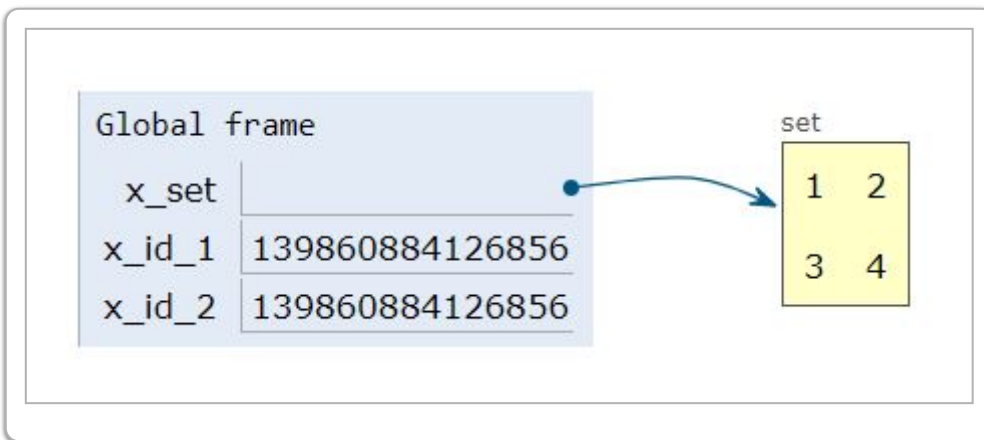 Global frame
set
x_set
1 2
x_id_1 139860884126856
3 4
x_id_2 139860884126856